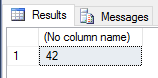 Results Messages
(No column name)
1 42